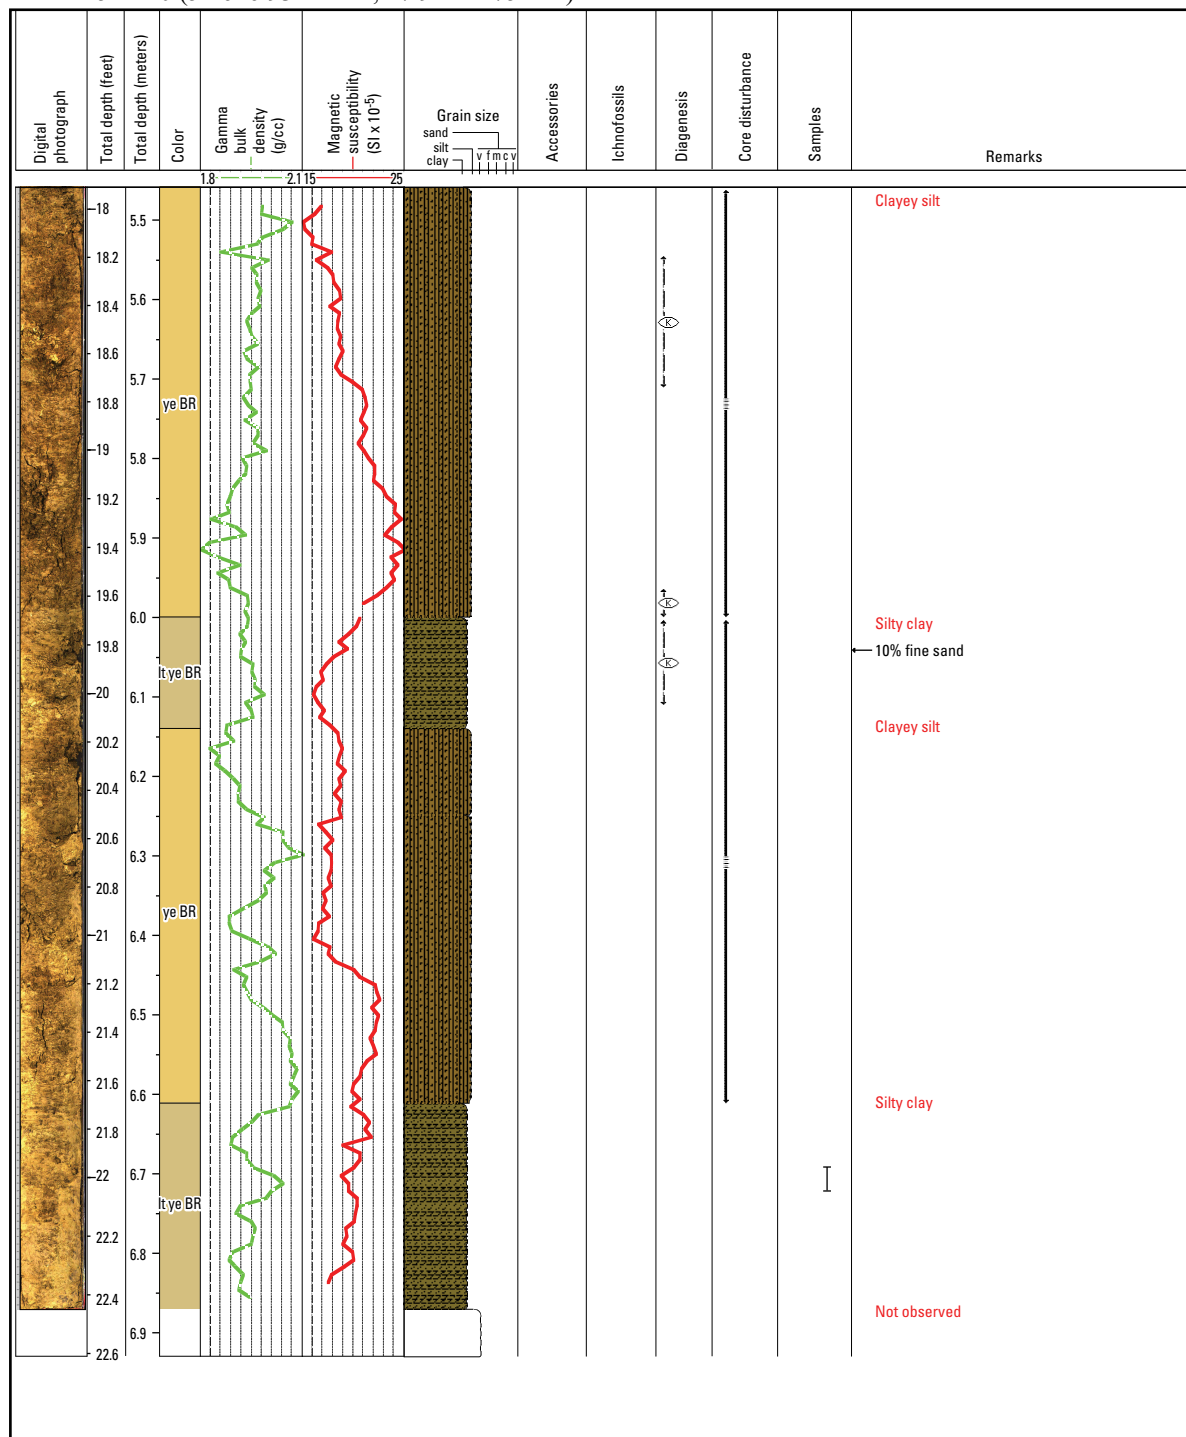 Digital photograph
Total depth (feet)
Total depth (meters)
Color
Gamma bulk density (g/cc)
Magnetic susceptibility (SI x 10-5)
Grain size
sand
silt
clay
v f m c v
Accessories
Ichnofossils
Diagenesis
Core disturbance
Samples
Remarks
1.8 2.1 15 25
18
18.2
18.4
18.6
18.8
19
19.2
19.4
19.6
19.8
20
20.2
20.4
20.6
20.8
21
21.2
21.4
21.6
21.8
22
22.2
22.4
22.6
5.5
5.6
5.7
5.8
5.9
6.0
6.1
6.2
6.3
6.4
6.5
6.6
6.7
6.8
6.9
ye BR
lt ye BR
ye BR
lt ye BR
K
K
K
Clayey silt
Silty clay
10% fine sand
Clayey silt
Silty clay
Not observed